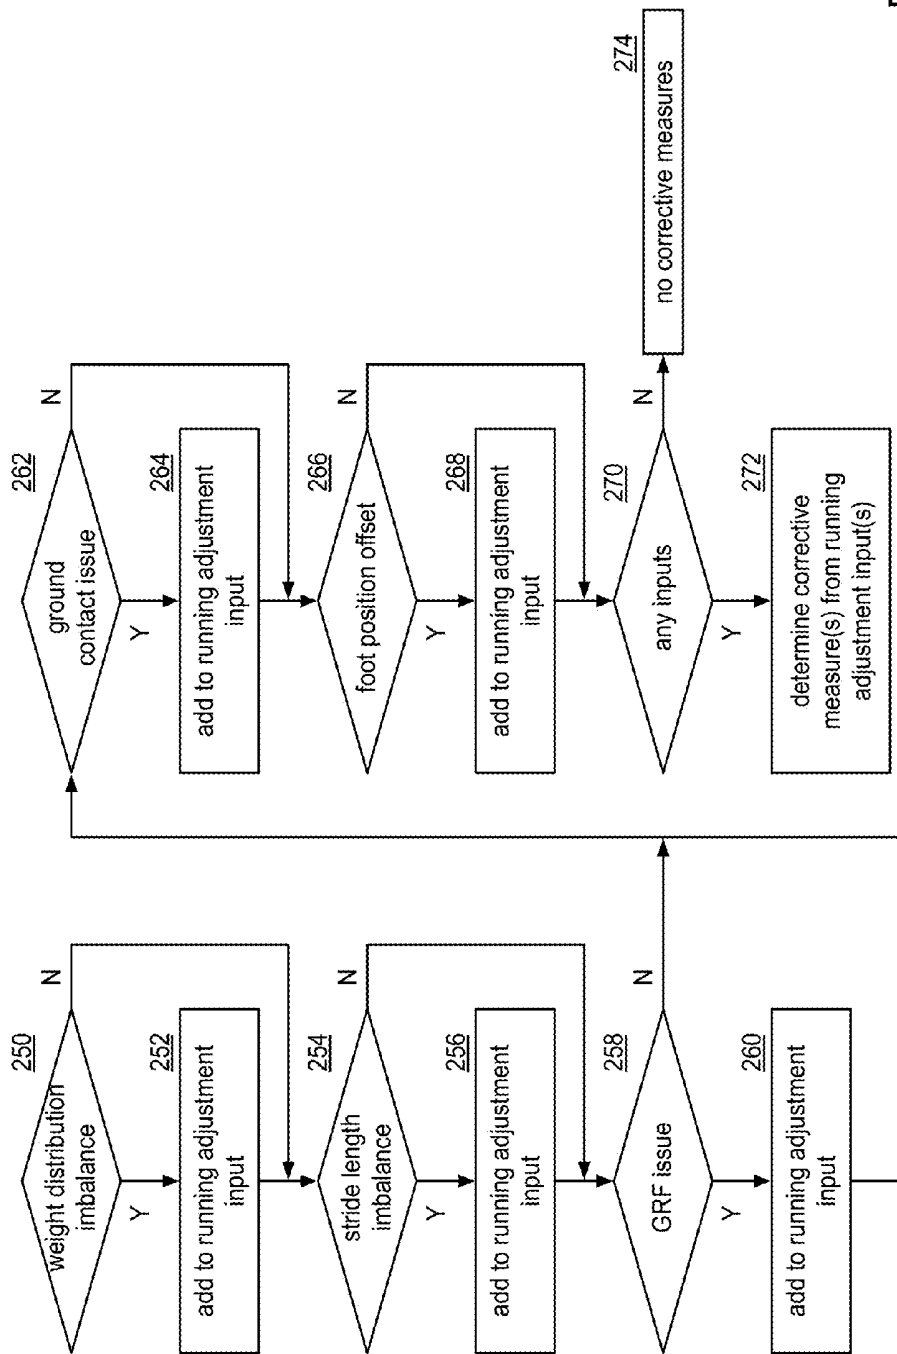 250
weight distribution
imbalance
N
Y
252
add to running adjustment
input
254
stride length
imbalance
N
Y
256
add to running adjustment
input
258
GRF issue
N
Y
260
add to running adjustment
input
262
ground
contact issue
N
Y
264
add to running adjustment
input
266
foot position offset
N
Y
268
add to running adjustment
input
270
any inputs
N
Y
272
determine corrective
measure(s) from running
adjustment input(s)
274
no corrective measures